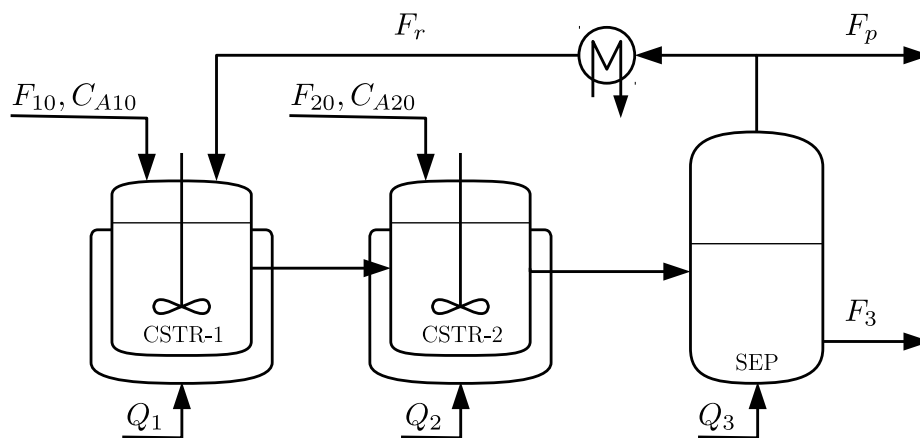 F_r
F_p
F_{10}, C_{A10}
F_{20}, C_{A20}
F_3
CSTR-1
CSTR-2
SEP
Q_1
Q_2
Q_3